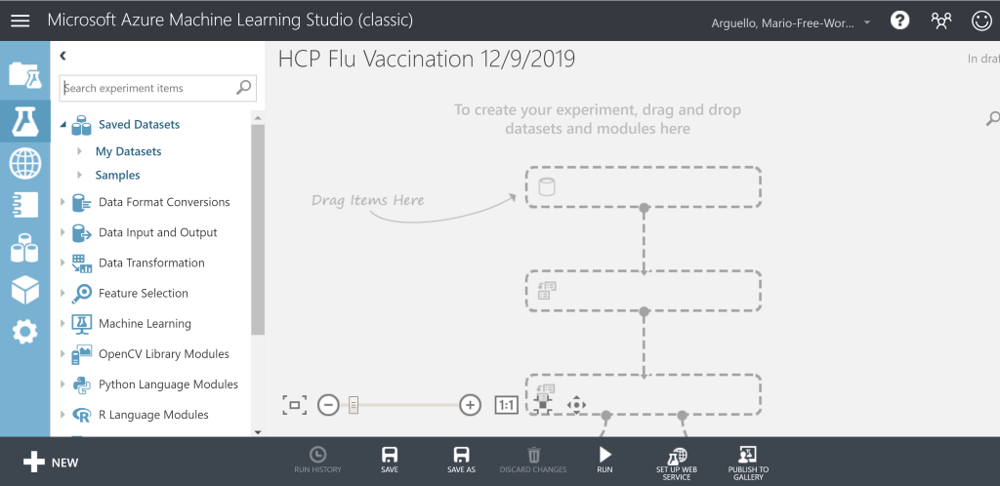 Microsoft Azure Machine Learning Studio (classic)
Arguello, Mario-Free-Wor...
?
Search experiment items
Saved Datasets
My Datasets
Samples
Data Format Conversions
Data Input and Output
Data Transformation
Feature Selection
Machine Learning
OpenCV Library Modules
Python Language Modules
R Language Modules
HCP Flu Vaccination 12/9/2019
In draf
To create your experiment, drag and drop
datasets and modules here
Drag Items Here
1:1
NEW
RUN HISTORY
SAVE
SAVE AS
DISCARD CHANGES
RUN
SET UP WEB
SERVICE
PUBLISH TO
GALLERY